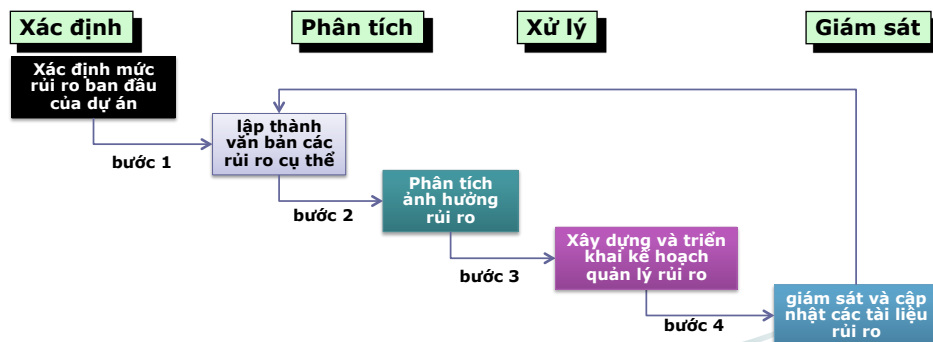 Xác định
Phân tích
Xử lý
Giám sát
Xác định mức
rủi ro ban đầu
của dự án
lập thành
văn bản các
rủi ro cụ thể
bước 1
Phân tích
ảnh hưởng
rủi ro
bước 2
Xây dựng và triển
khai kế hoạch
quản lý rủi ro
bước 3
giám sát và cập
nhật các tài liệu
rủi ro
bước 4